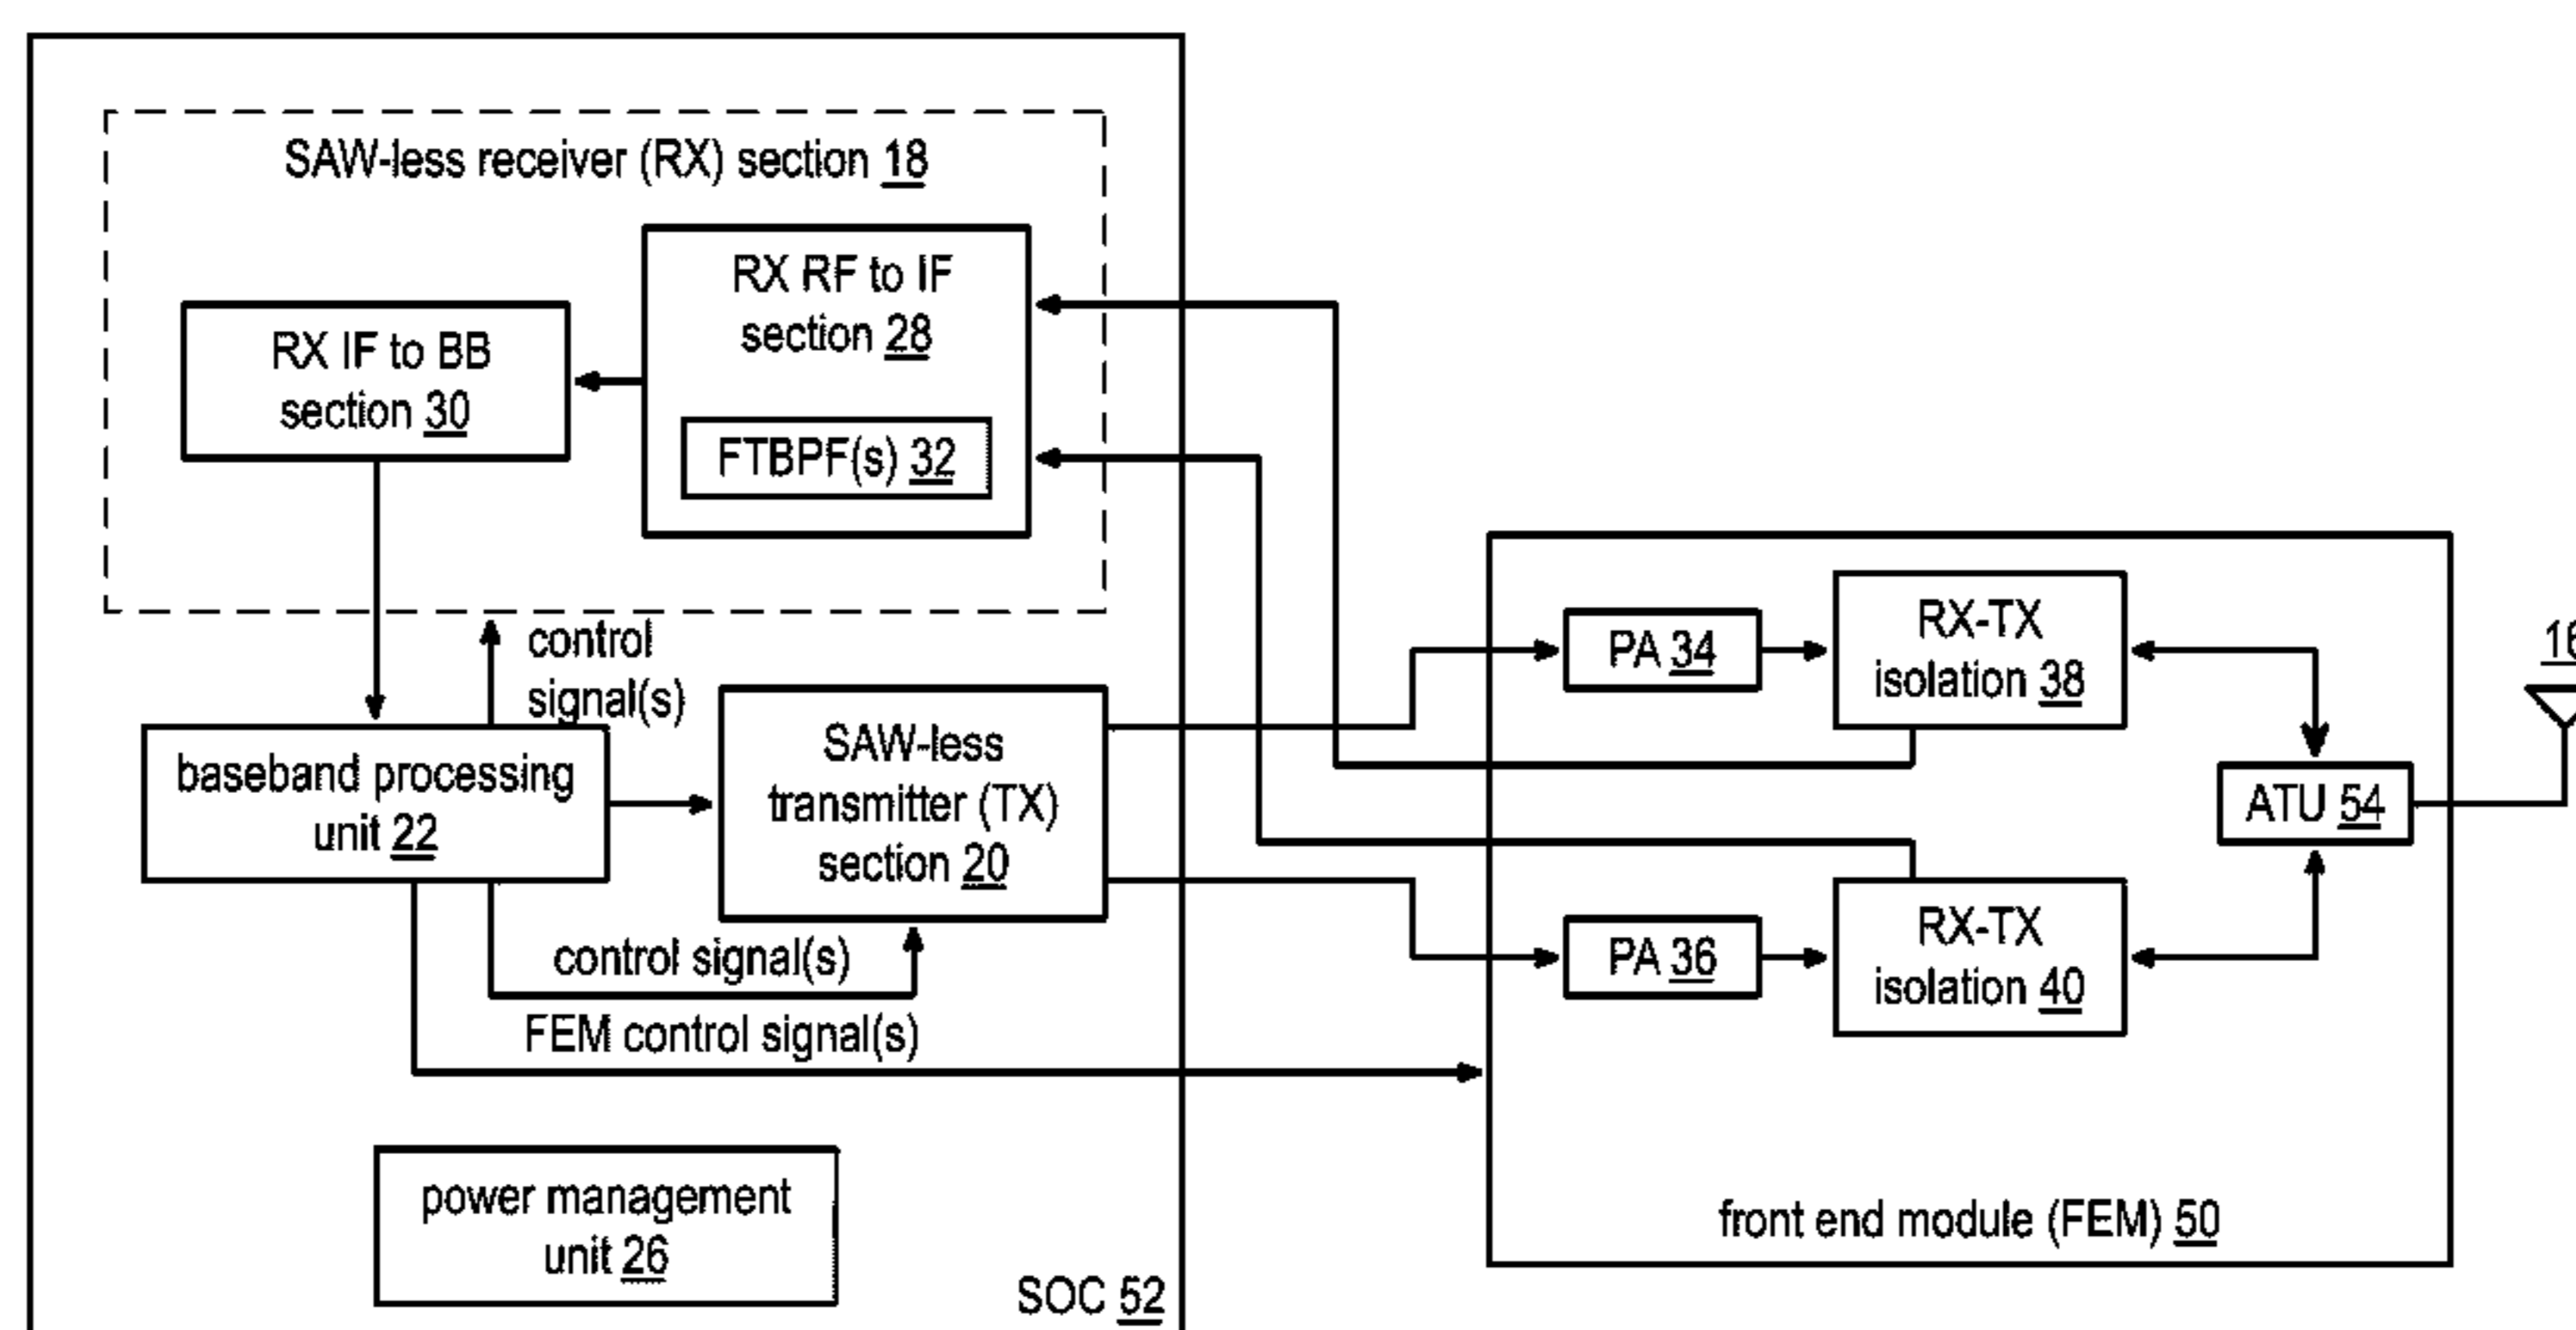 SAW-less receiver (RX) section 18
RX RF to IF
section 28
RX IF to BB
section 30
FTBPF(s) 32
control
signal(s)
baseband processing
unit 22
SAW-less
transmitter (TX)
section 20
control signal(s)
FEM control signal(s)
power management
unit 26
SOC 52
PA 34
RX-TX
isolation 38
ATU 54
PA 36
RX-TX
isolation 40
front end module (FEM) 50